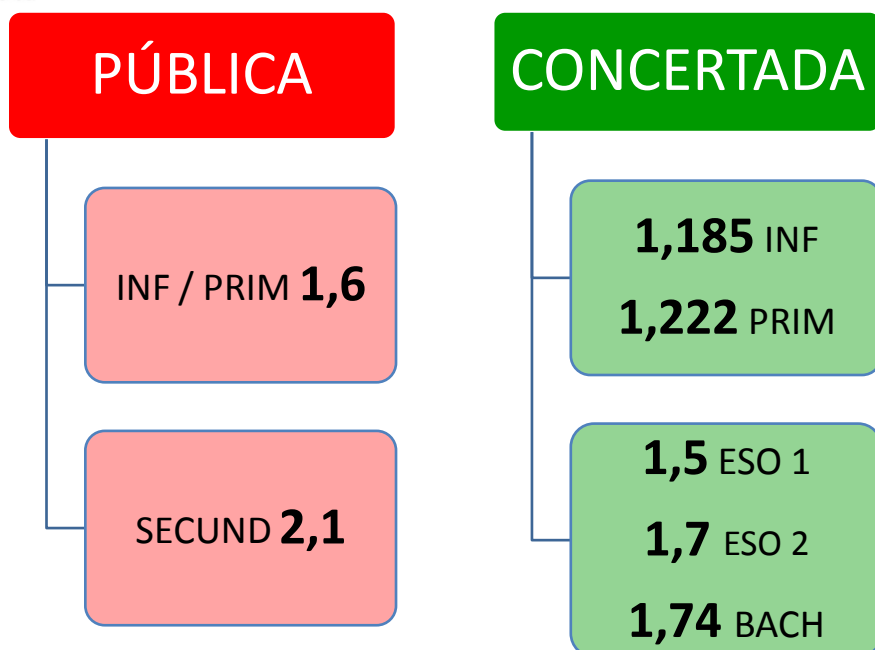 PÚBLICA
INF / PRIM 1,6
SECUND 2,1
CONCERTADA
1,185 INF
1,222 PRIM
1,5 ESO 1
1,7 ESO 2
1,74 BACH